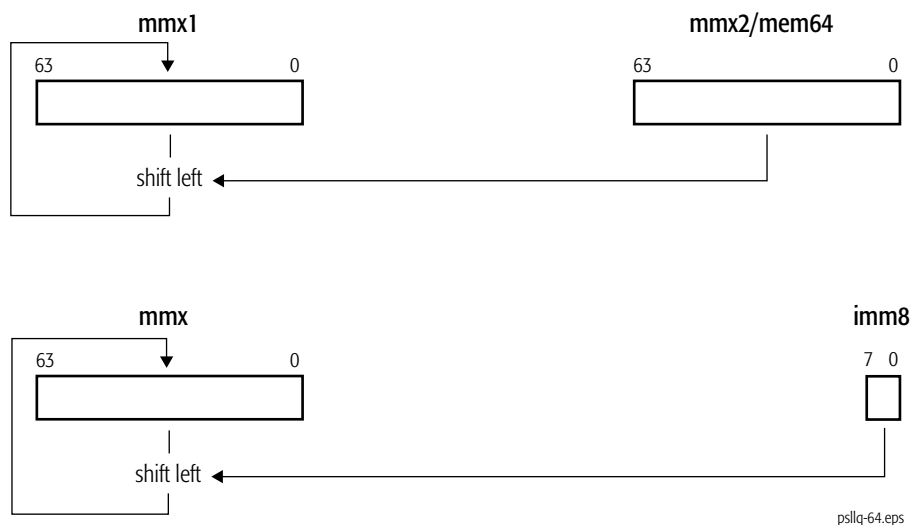 mmx1 mmx2/mem64
63 0 63 0
shift left
mmx imm8
63 0 7 0
shift left
psllq-64.eps